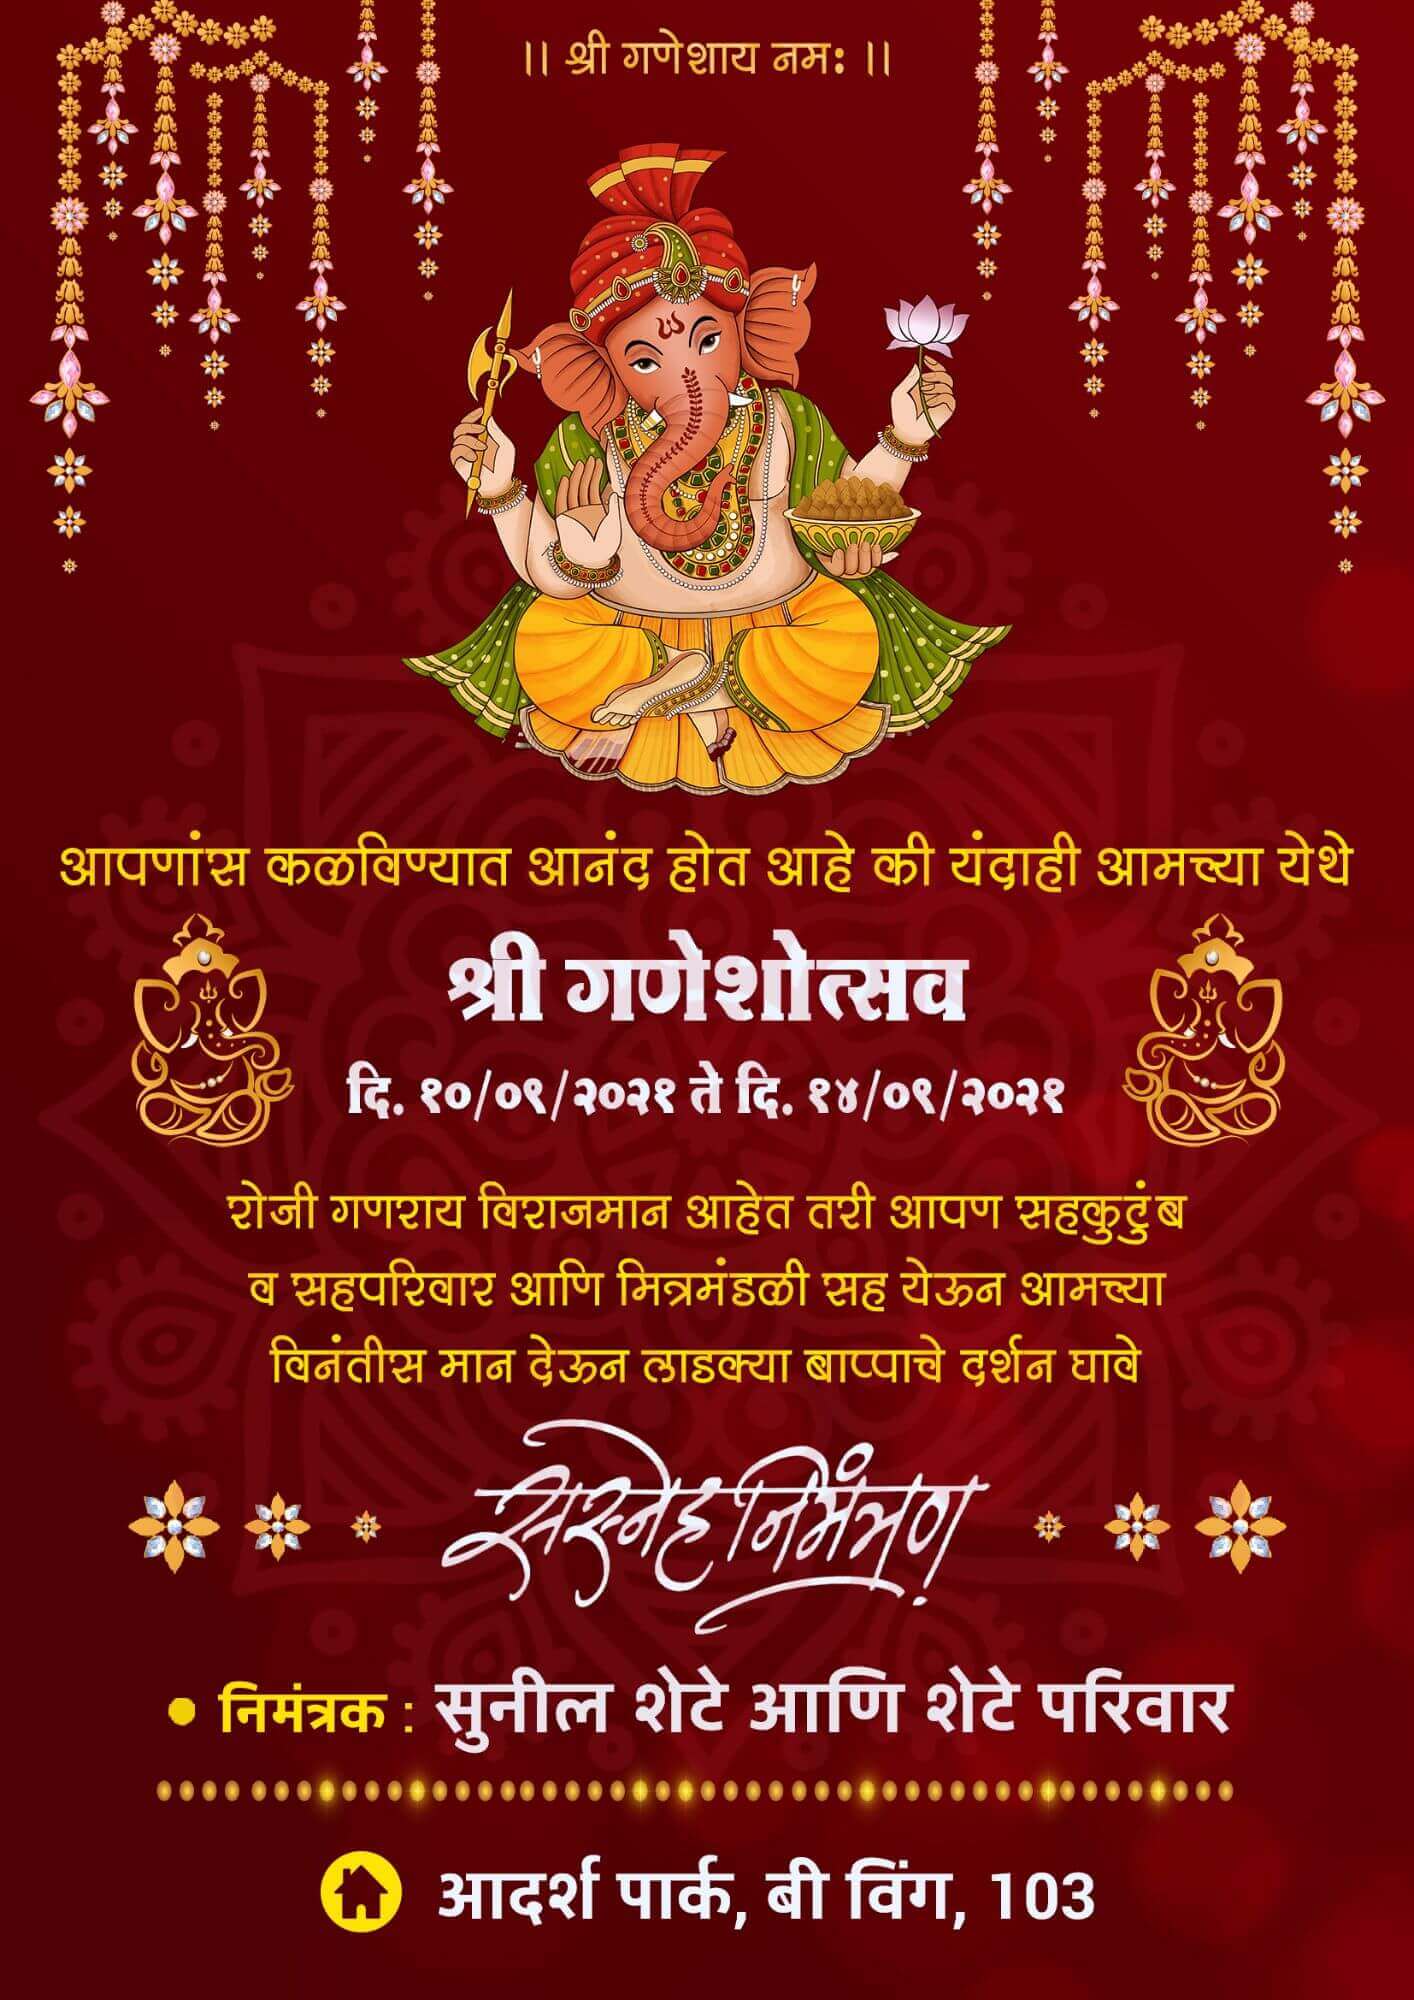 ।। श्री गणेशाय नम: ।।
आपणांस कळविण्यात आनंद होत आहे की यंदाही आमच्या येथे
श्री गणेशोत्सव
दि. १०/०९/२०२१ ते दि. १४/०९/२०२१
रोजी गणराय विराजमान आहेत तरी आपण सहकुटुंब
व सहपरिवार आणि मित्रमंडळी सह येऊन आमच्या
विनंतीस मान देऊन लाडक्या बाप्पाचे दर्शन घावे
सस्नेह निमंत्रण
• निमंत्रक : सुनील शेटे आणि शेटे परिवार
आदर्श पार्क, बी विंग, 103